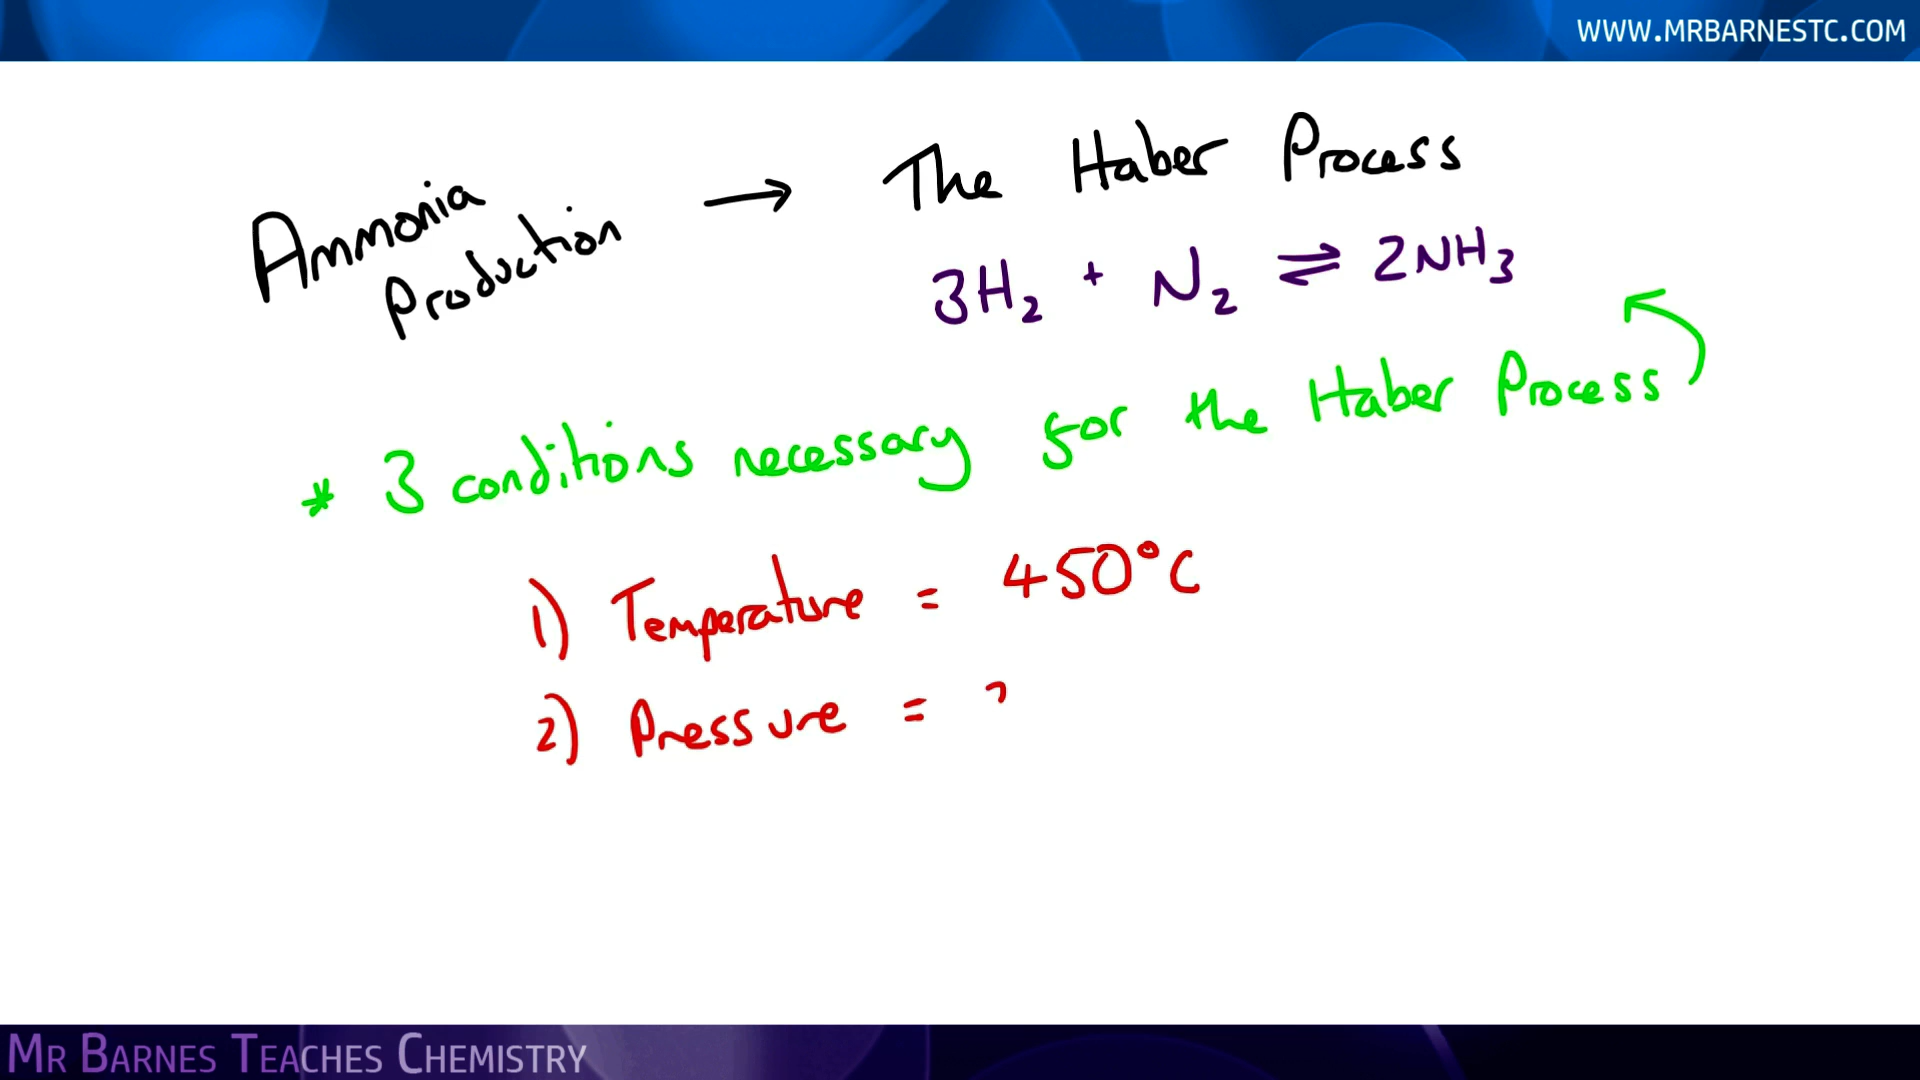 WWW.MRBARNESTC.COM
Ammonia
Production → The Haber Process
3H₂ + N₂ ⇌ 2NH₃
* 3 conditions necessary for the Haber Process
1) Temperature = 450°C
2) Pressure =
MR BARNES TEACHES CHEMISTRY